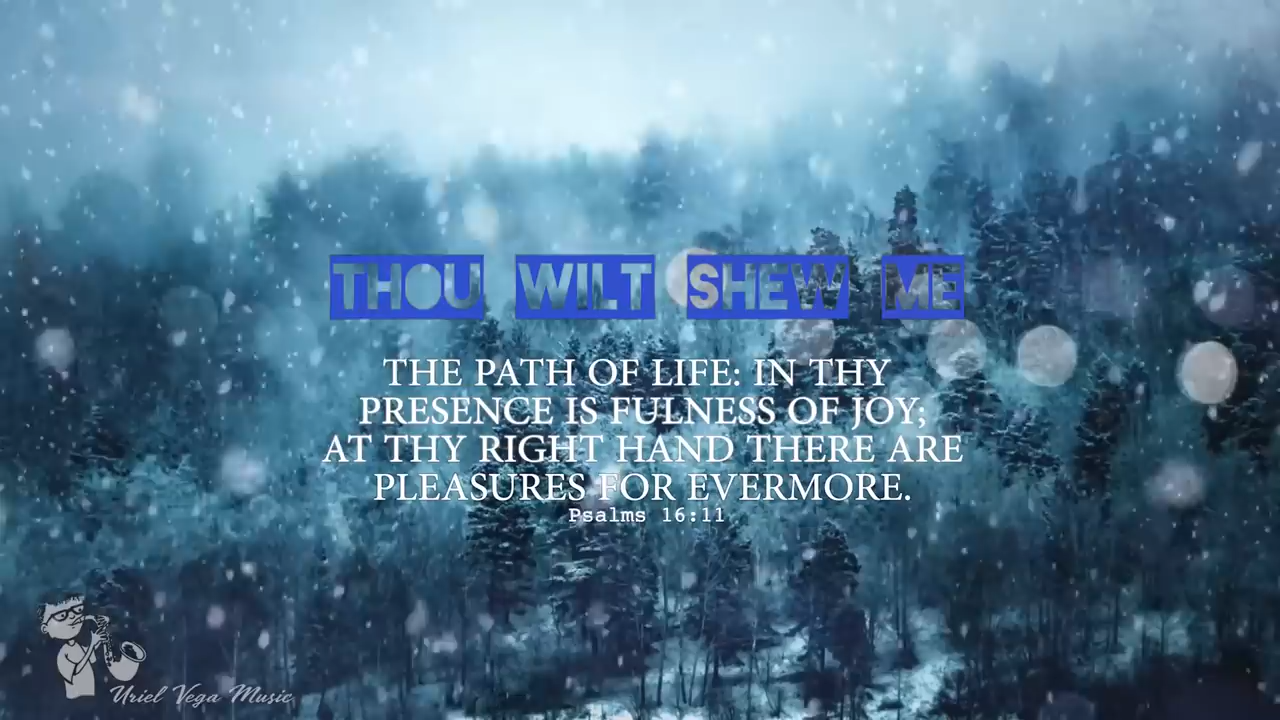 THOU WILT SHEW ME
THE PATH OF LIFE: IN THY
PRESENCE IS FULNESS OF JOY;
AT THY RIGHT HAND THERE ARE
PLEASURES FOR EVERMORE.
Psalms 16:11
Uriel Vega Music